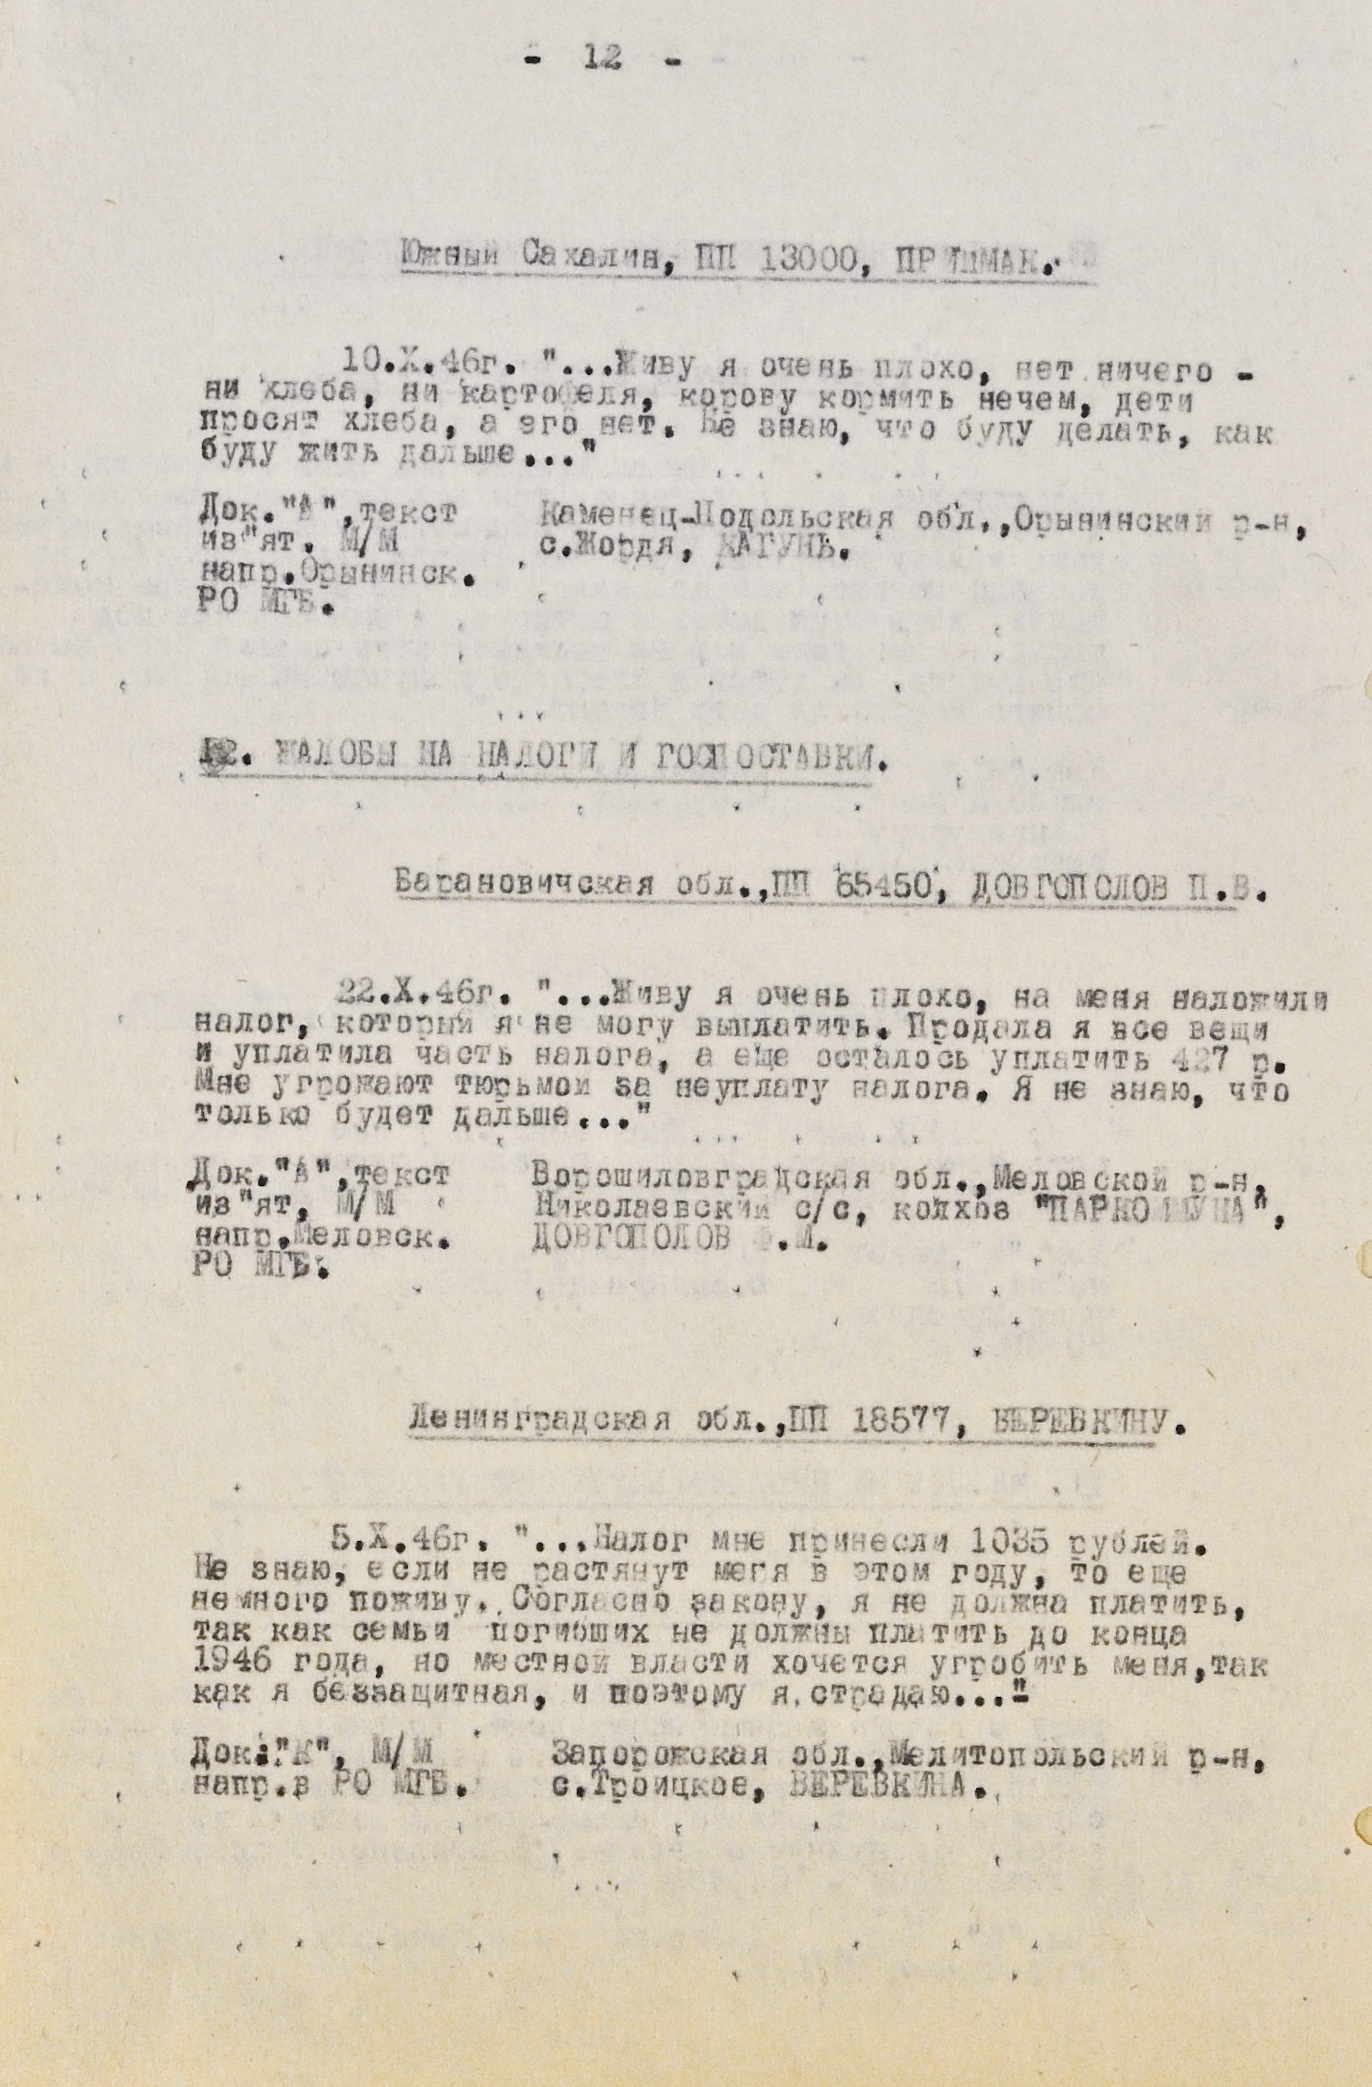 - 12 -
Южный Сахалин, ПП 13000, ПРИШМАК.
10.X.46г. "...Живу я очень плохо, нет ничего -
ни хлеба, ни картофеля, корову кормить нечем, дети
просят хлеба, а его нет. Не знаю, что буду делать, как
буду жить дальше..."
Док."А",текст
из"ят, М/М
напр.Орынинск.
РО МГБ.
Каменец-Подольская обл.,Орынинский р-н,
с.Жордя, КАГУНЬ.
2. ЖАЛОБЫ НА НАЛОГИ И ГОСПОСТАВКИ.
Барановичская обл.,ПП 65450, ДОВГОПОЛОВ П.В.
22.X.46г. "...Живу я очень плохо, на меня наложили
налог, который я не могу выплатить. Продала я все вещи
и уплатила часть налога, а еще осталось уплатить 427 р.
Мне угрожают тюрьмой за неуплату налога. Я не знаю, что
только будет дальше..."
Док."А",текст
из"ят, М/М
напр.Меловск.
РО МГБ.
Ворошиловградская обл.,Меловской р-н,
Николаевский с/с, колхоз "ПАРКОММУНА",
ДОВГОПОЛОВ .М.
Ленинградская обл.,ПП 18577, ВЕРЕВКИНУ.
5.X.46г. "...Налог мне принесли 1035 рублей.
Не знаю, если не растянут меня в этом году, то еще
немного поживу. Согласно закону, я не должна платить,
так как семьи погибших не должны платить до конца
1946 года, но местной власти хочется угробить меня,так
как я беззащитная, и поэтому я страдаю..."
Док."К", М/М
напр.в РО МГБ.
Запорожская обл.,Мелитопольский р-н,
с.Троицкое, ВЕРЕВКИНА.